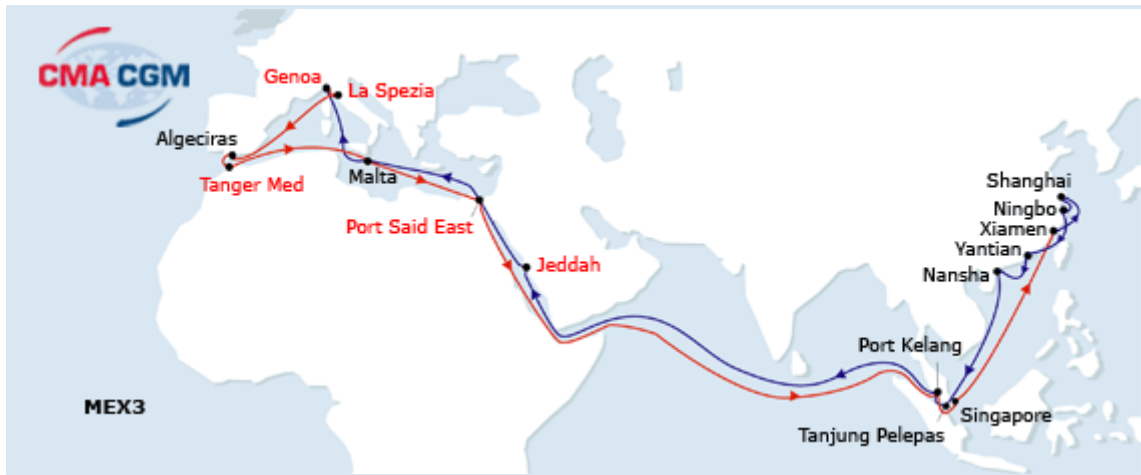 CMA CGM
Genoa
La Spezia
Algeciras
Tanger Med
Malta
Port Said East
Jeddah
Shanghai
Ningbo
Xiamen
Yantian
Nansha
Port Kelang
Singapore
Tanjung Pelepas
MEX3